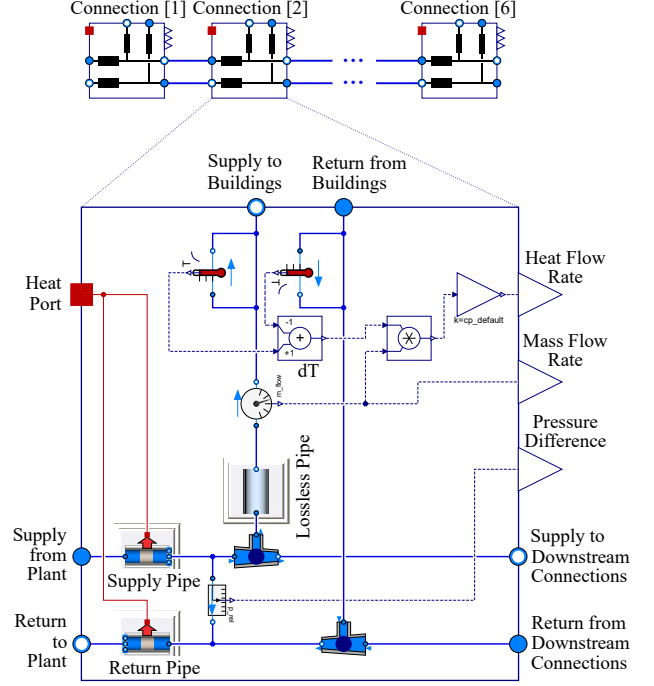 Connection [1]
Connection [2]
Connection [6]
Supply to
Buildings
Return from
Buildings
Heat
Port
T
T
Heat Flow
Rate
-1
+
+1
dT
k=cp_default
Mass Flow
Rate
m_flow
Pressure
Difference
Lossless Pipe
Supply
from
Plant
Supply Pipe
Supply to
Downstream
Connections
p_rel
Return
to
Plant
Return Pipe
Return from
Downstream
Connections